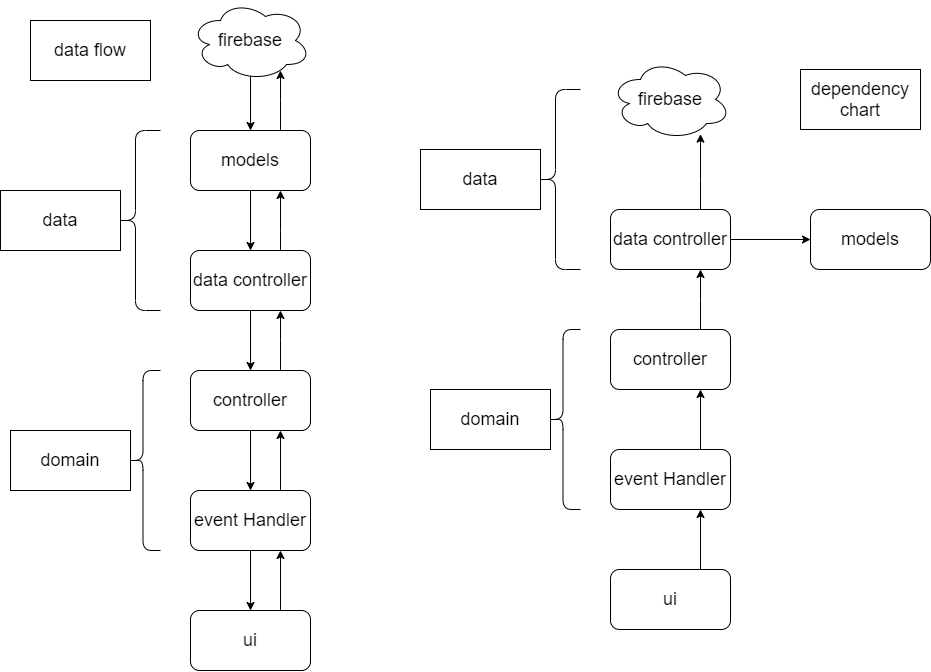 data flow
firebase
models
data
data controller
controller
domain
event Handler
ui
dependency
chart
firebase
data
data controller
models
controller
domain
event Handler
ui